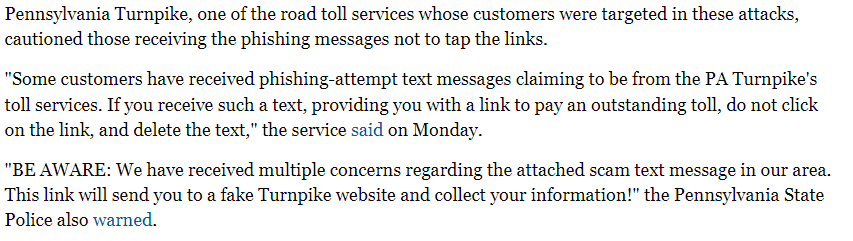 Pennsylvania Turnpike, one of the road toll services whose customers were targeted in these attacks,
cautioned those receiving the phishing messages not to tap the links.
"Some customers have received phishing-attempt text messages claiming to be from the PA Turnpike's
toll services. If you receive such a text, providing you with a link to pay an outstanding toll, do not click
on the link, and delete the text," the service said on Monday.
"BE AWARE: We have received multiple concerns regarding the attached scam text message in our area.
This link will send you to a fake Turnpike website and collect your information!" the Pennsylvania State
Police also warned.